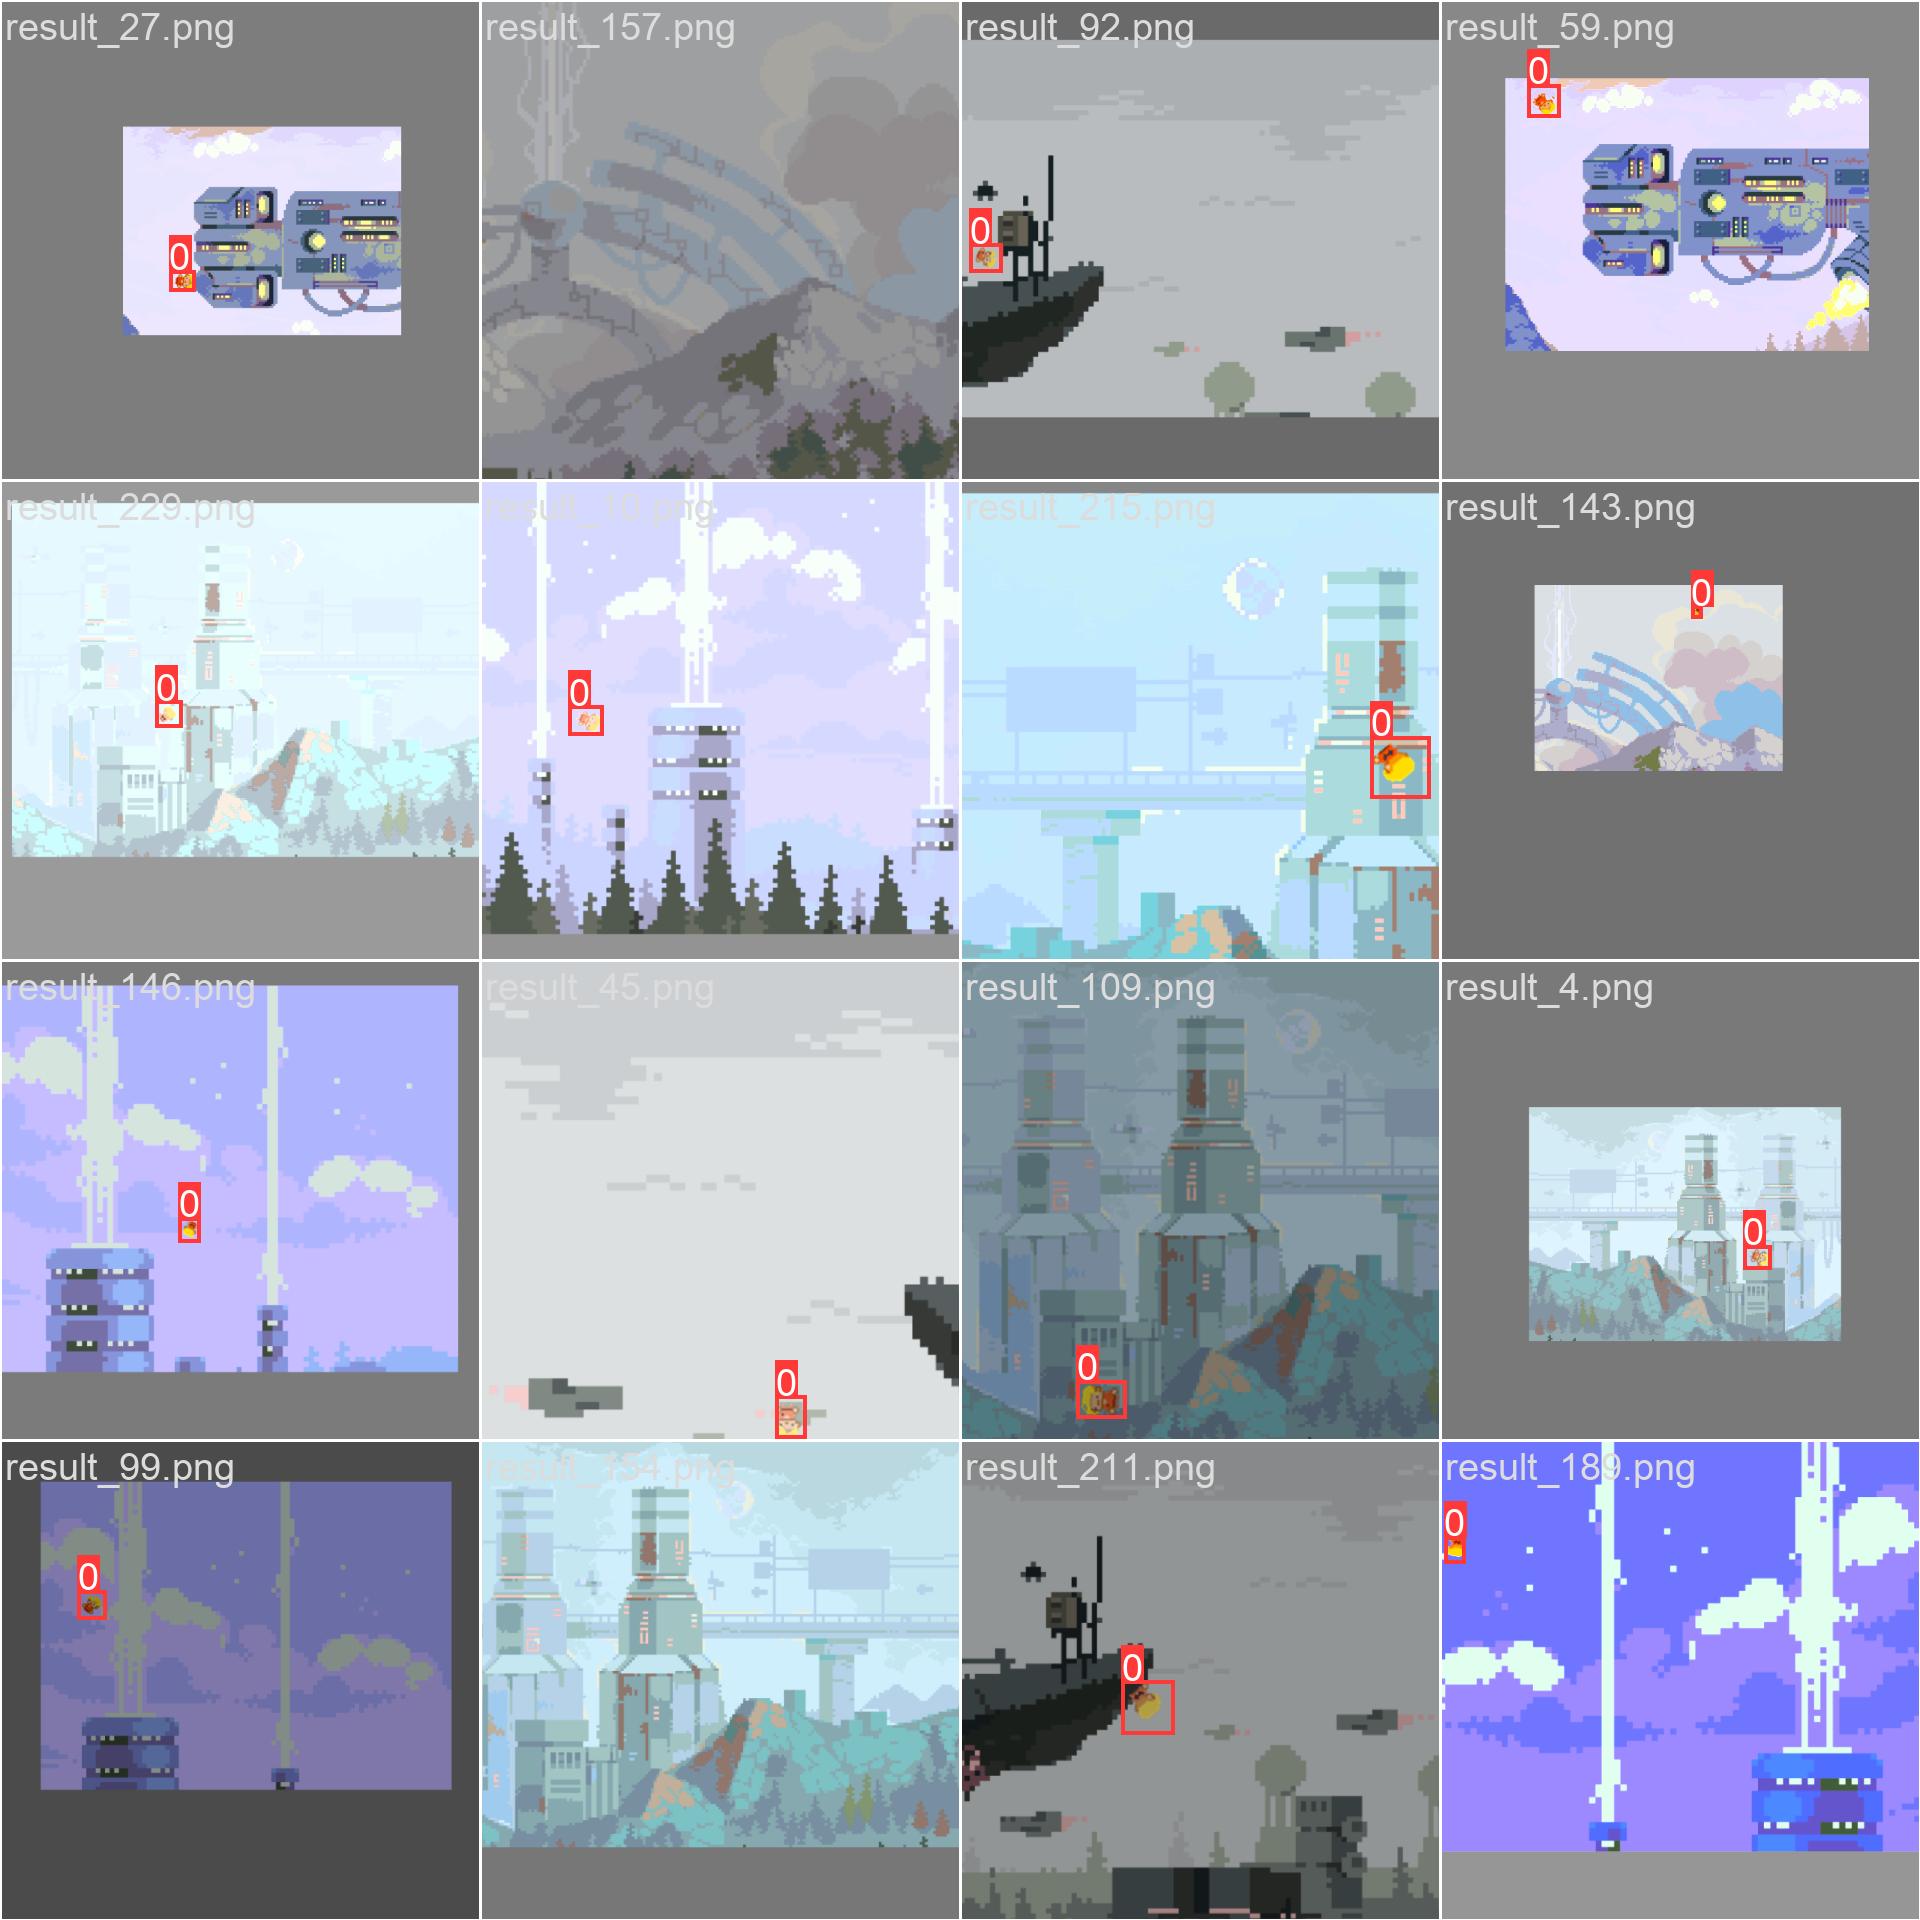 result_27.png
result_157.png
result_92.png
result_59.png
0
0
0
result_229.png
result_10.png
result_215.png
result_143.png
0
0
0
0
result_146.png
result_45.png
result_109.png
result_4.png
0
0
0
0
result_99.png
result_154.png
result_211.png
result_189.png
0
0
0